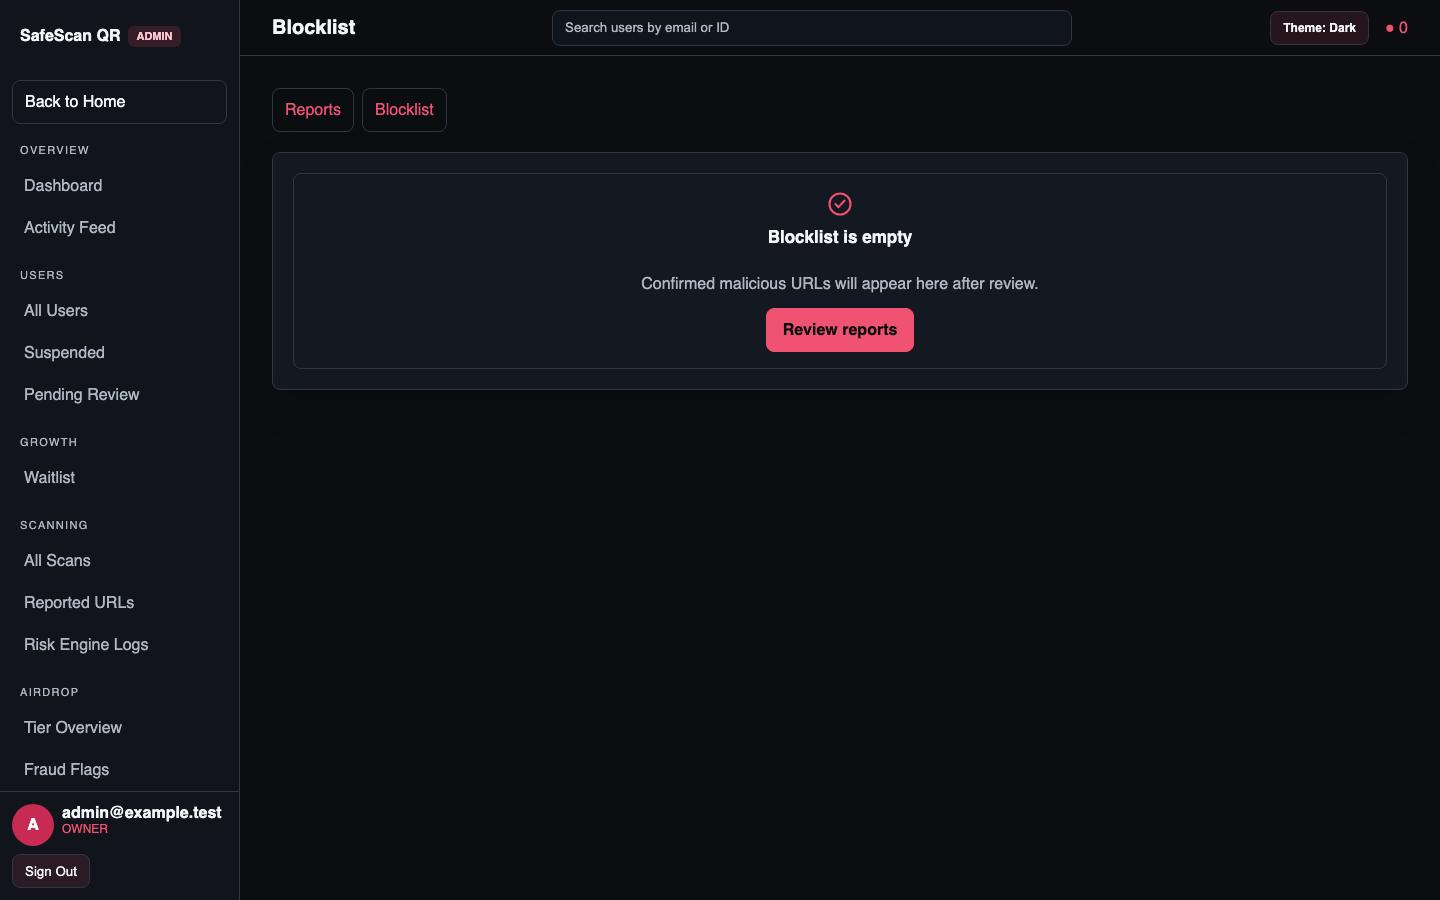 SafeScan QR ADMIN
Back to Home
OVERVIEW
Dashboard
Activity Feed
USERS
All Users
Suspended
Pending Review
GROWTH
Waitlist
SCANNING
All Scans
Reported URLs
Risk Engine Logs
AIRDROP
Tier Overview
Fraud Flags
A
admin@example.test
OWNER
Sign Out
Blocklist
Search users by email or ID
Theme: Dark
0
Reports
Blocklist
Blocklist is empty
Confirmed malicious URLs will appear here after review.
Review reports